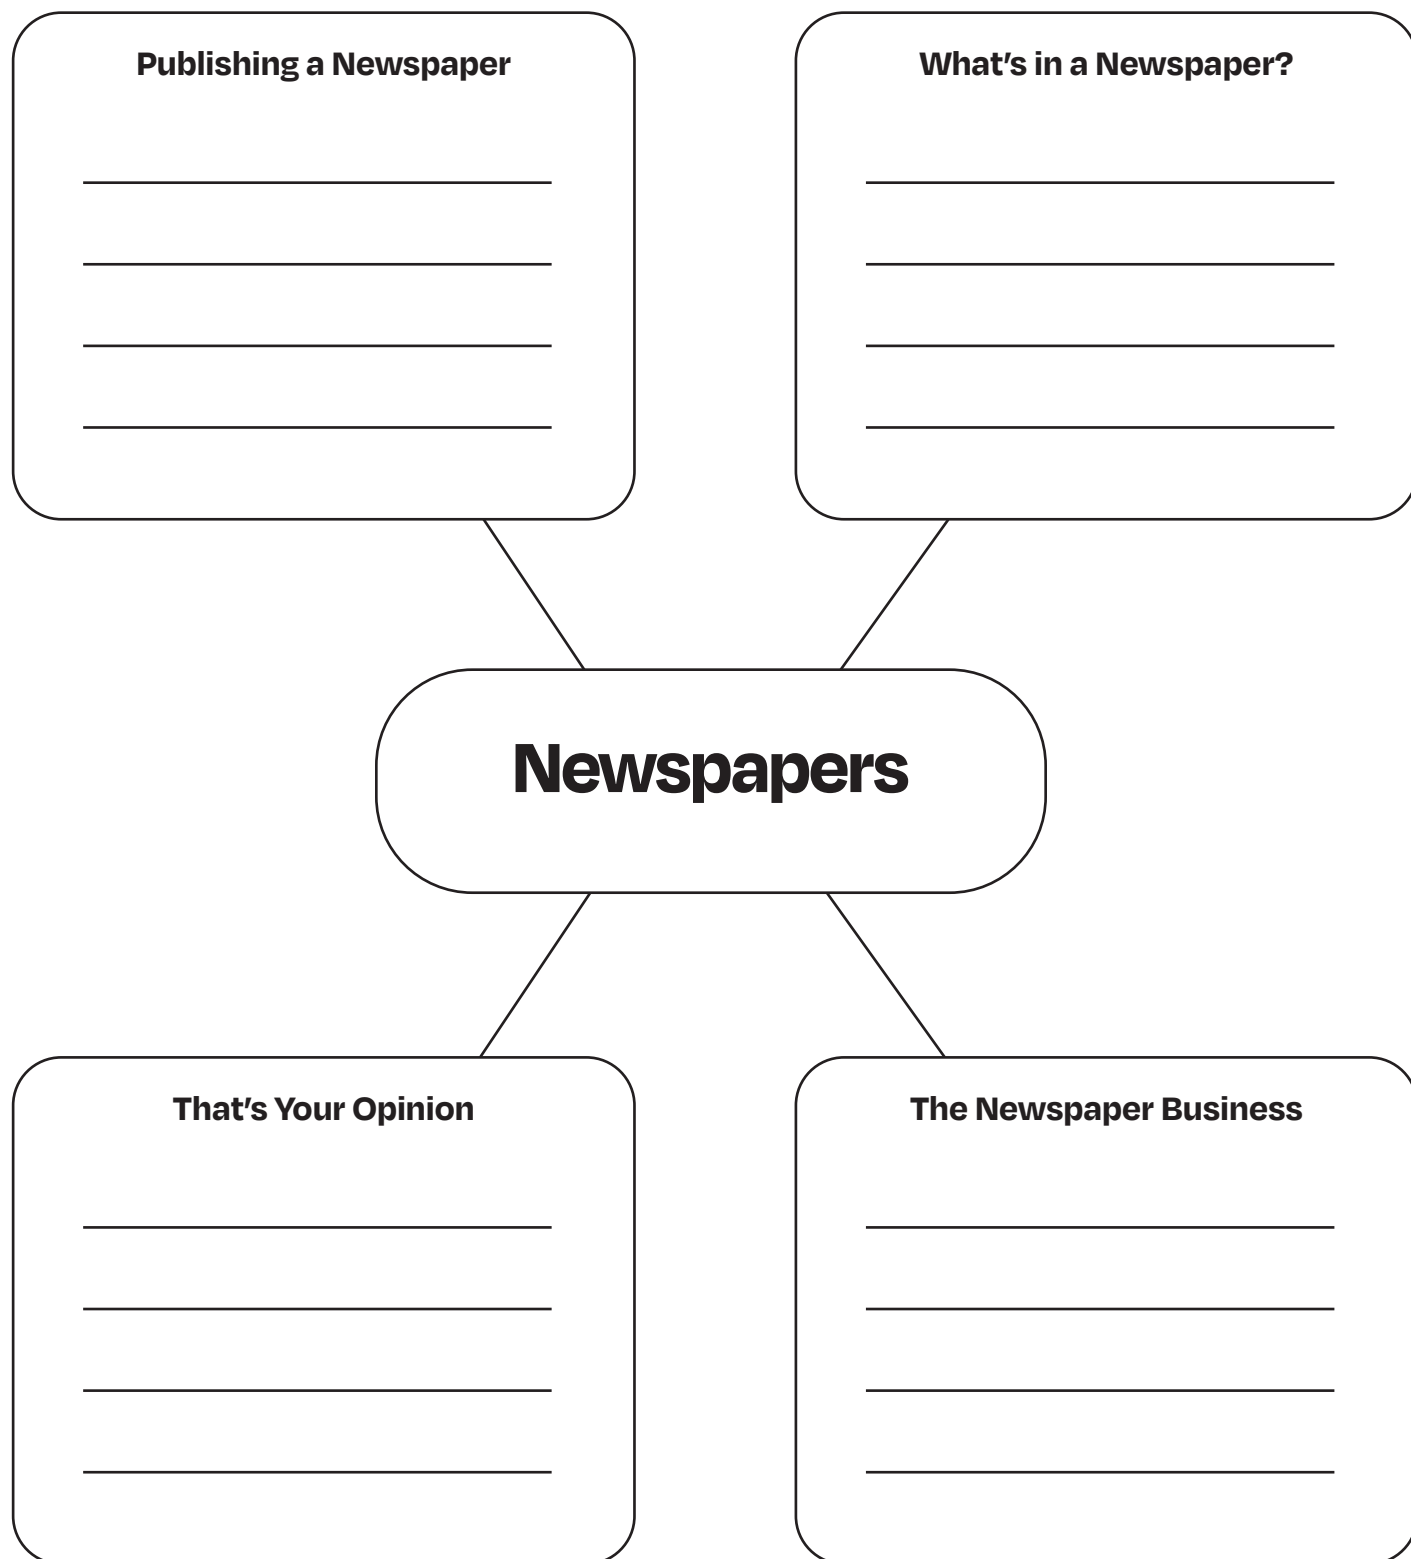 Publishing a Newspaper
What’s in a Newspaper?
Newspapers
That’s Your Opinion
The Newspaper Business